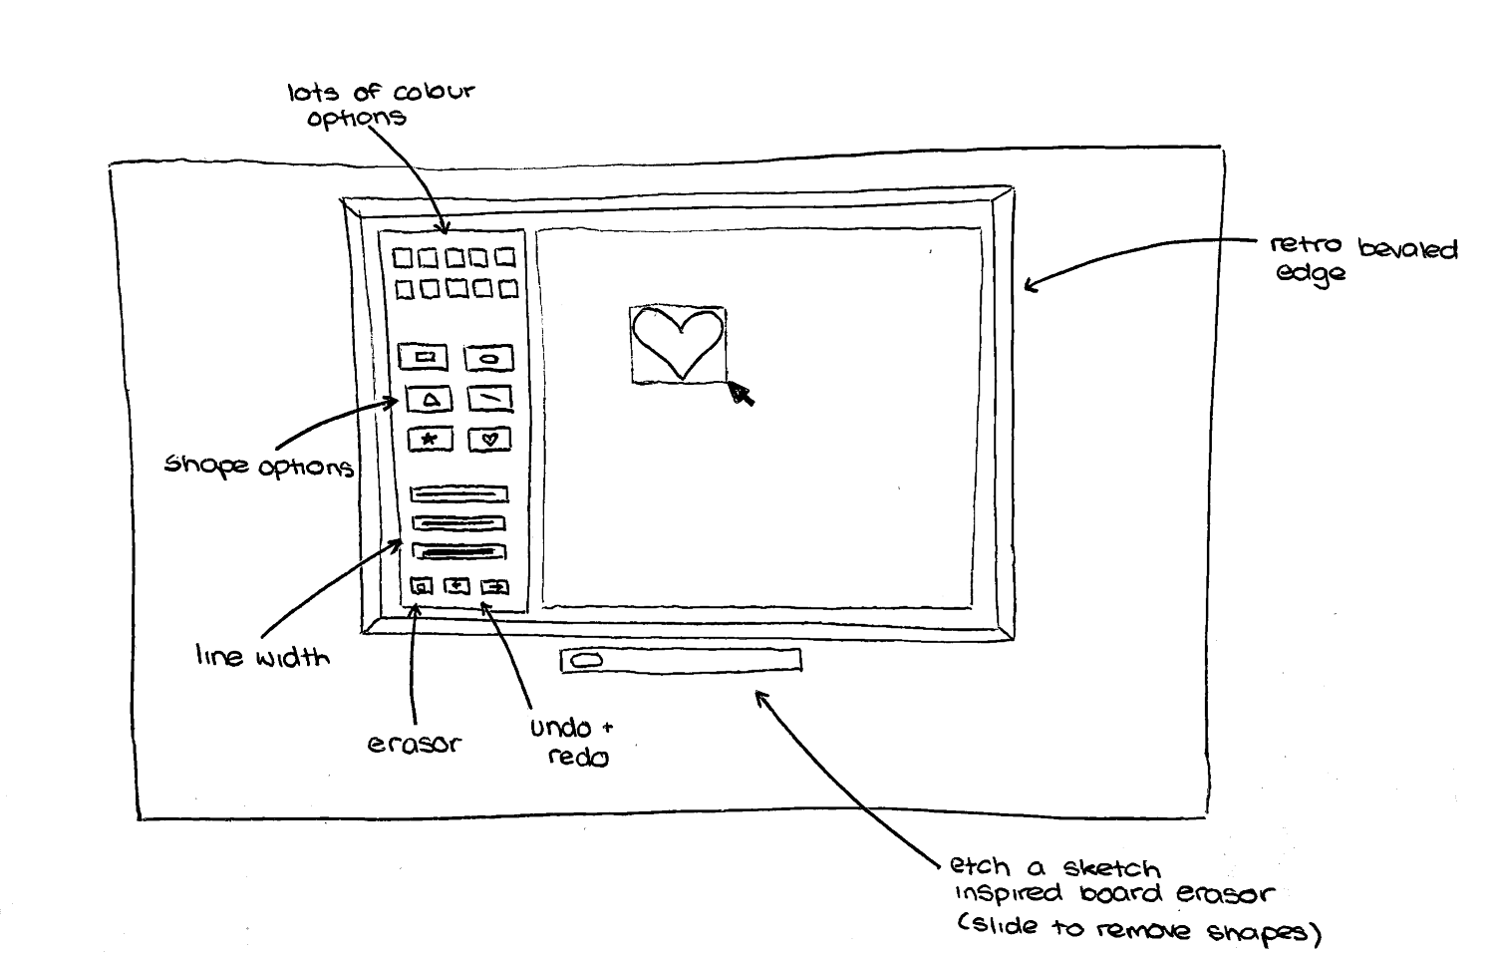 lots of colour
options
retro bevaled
edge
shape options
line width
erasor
undo +
redo
etch a sketch
inspired board erasor
(slide to remove shapes)